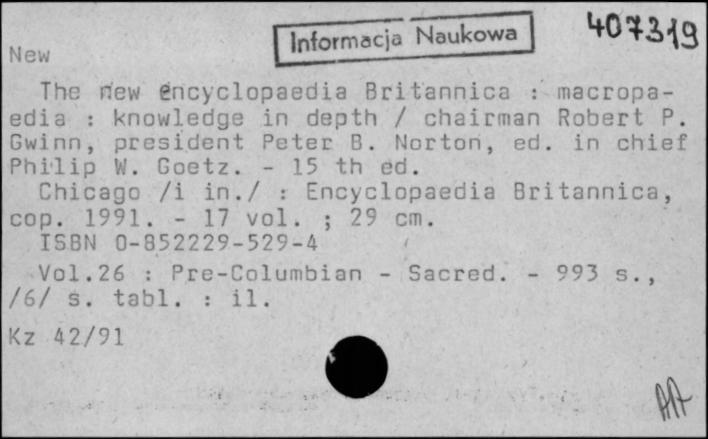 407319
Informacja Naukowa
New
The new encyclopaedia Britannica : macropa-
edia : knowledge in depth / chairman Robert P.
Gwinn, president Peter B. Norton, ed. in chief
Philip W. Goetz. - 15 th ed.
Chicago /i in./ : Encyclopaedia Britannica,
cop. 1991. - 17 vol. ; 29 cm.
ISBN 0-852229-529-4
Vol.26 : Pre-Columbian - Sacred. - 993 s.,
/6/ s. tabl. : il.
Kz 42/91